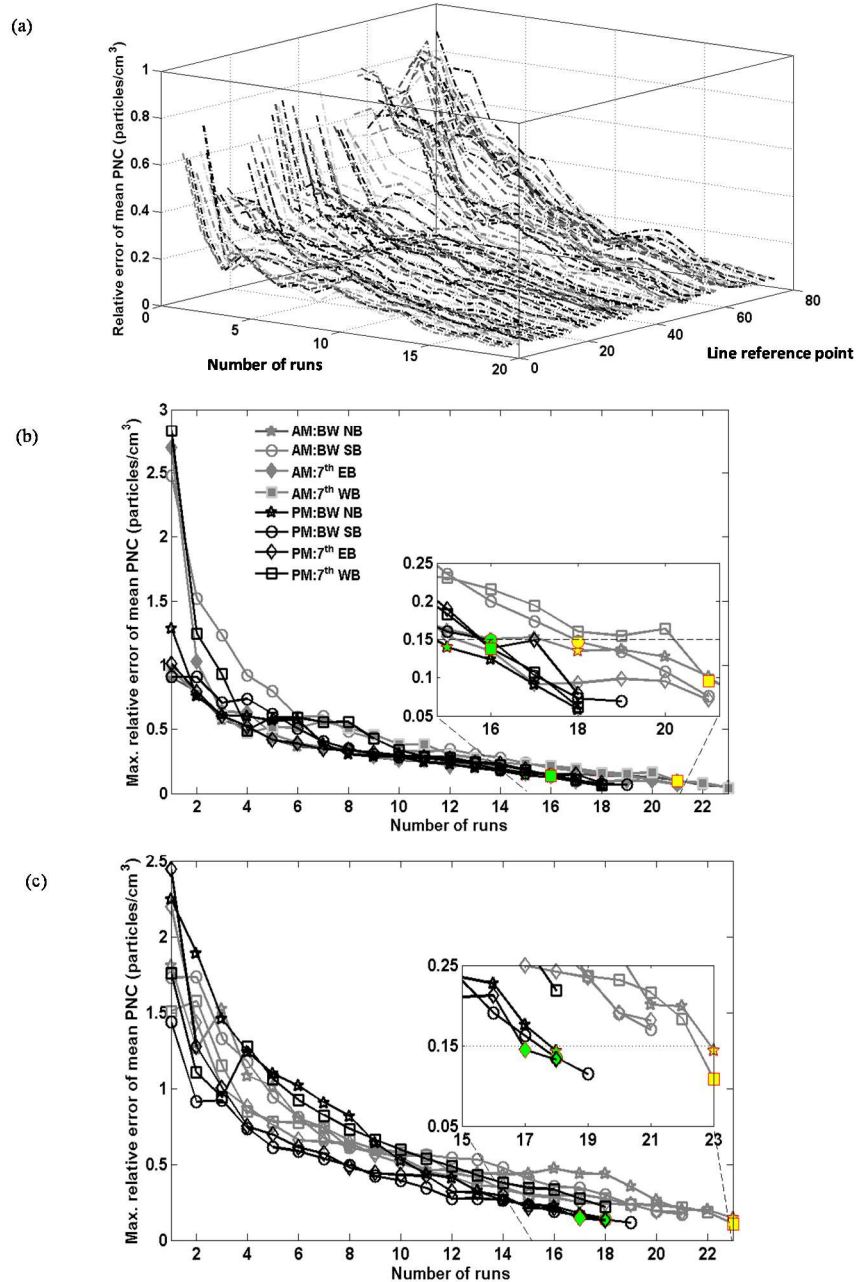 (a)
Relative error of mean PNC (particles/cm³)
1
0.8
0.6
0.4
0.2
0
0
5
10
15
20
Number of runs
0
20
40
60
80
Line reference point
(b)
Max. relative error of mean PNC (particles/cm³)
3
2.5
2
1.5
1
0.5
0
AM:BW NB
AM:BW SB
AM:7th EB
AM:7th WB
PM:BW NB
PM:BW SB
PM:7th EB
PM:7th WB
0.25
0.2
0.15
0.1
0.05
16 18 20
2 4 6 8 10 12 14 16 18 20 22
Number of runs
(c)
Max. relative error of mean PNC (particles/cm³)
2.5
2
1.5
1
0.5
0
0.25
0.15
0.05
15 17 19 21 23
2 4 6 8 10 12 14 16 18 20 22
Number of runs